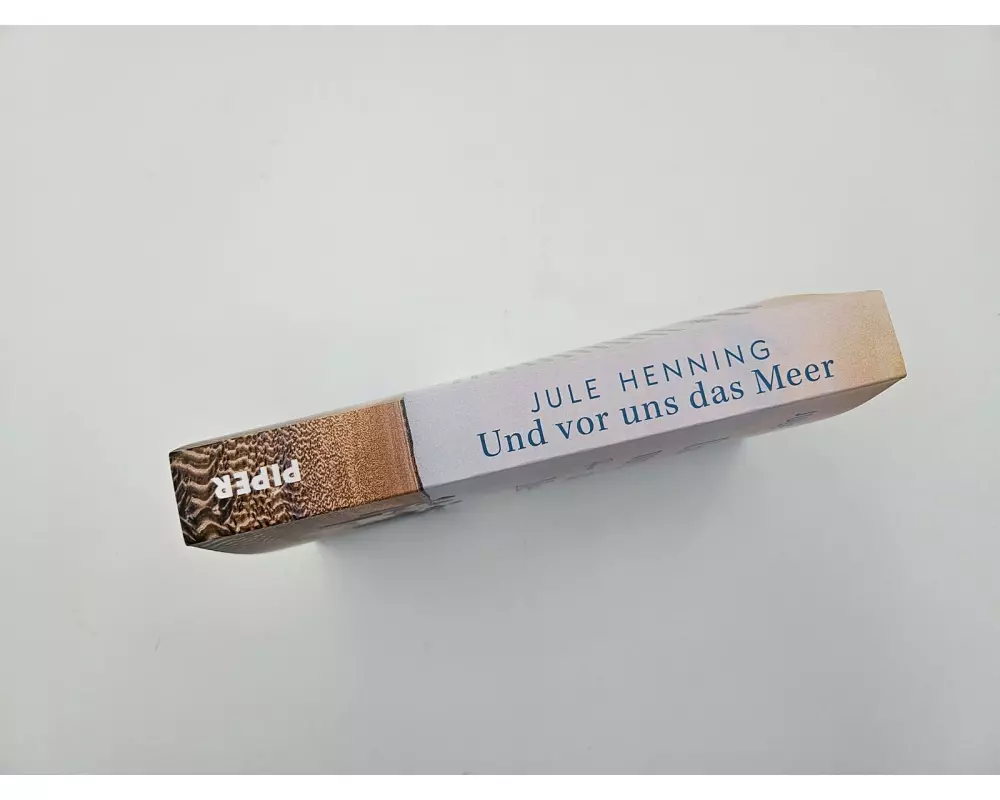 JULE HENNING
Und vor uns das Meer
PIPER